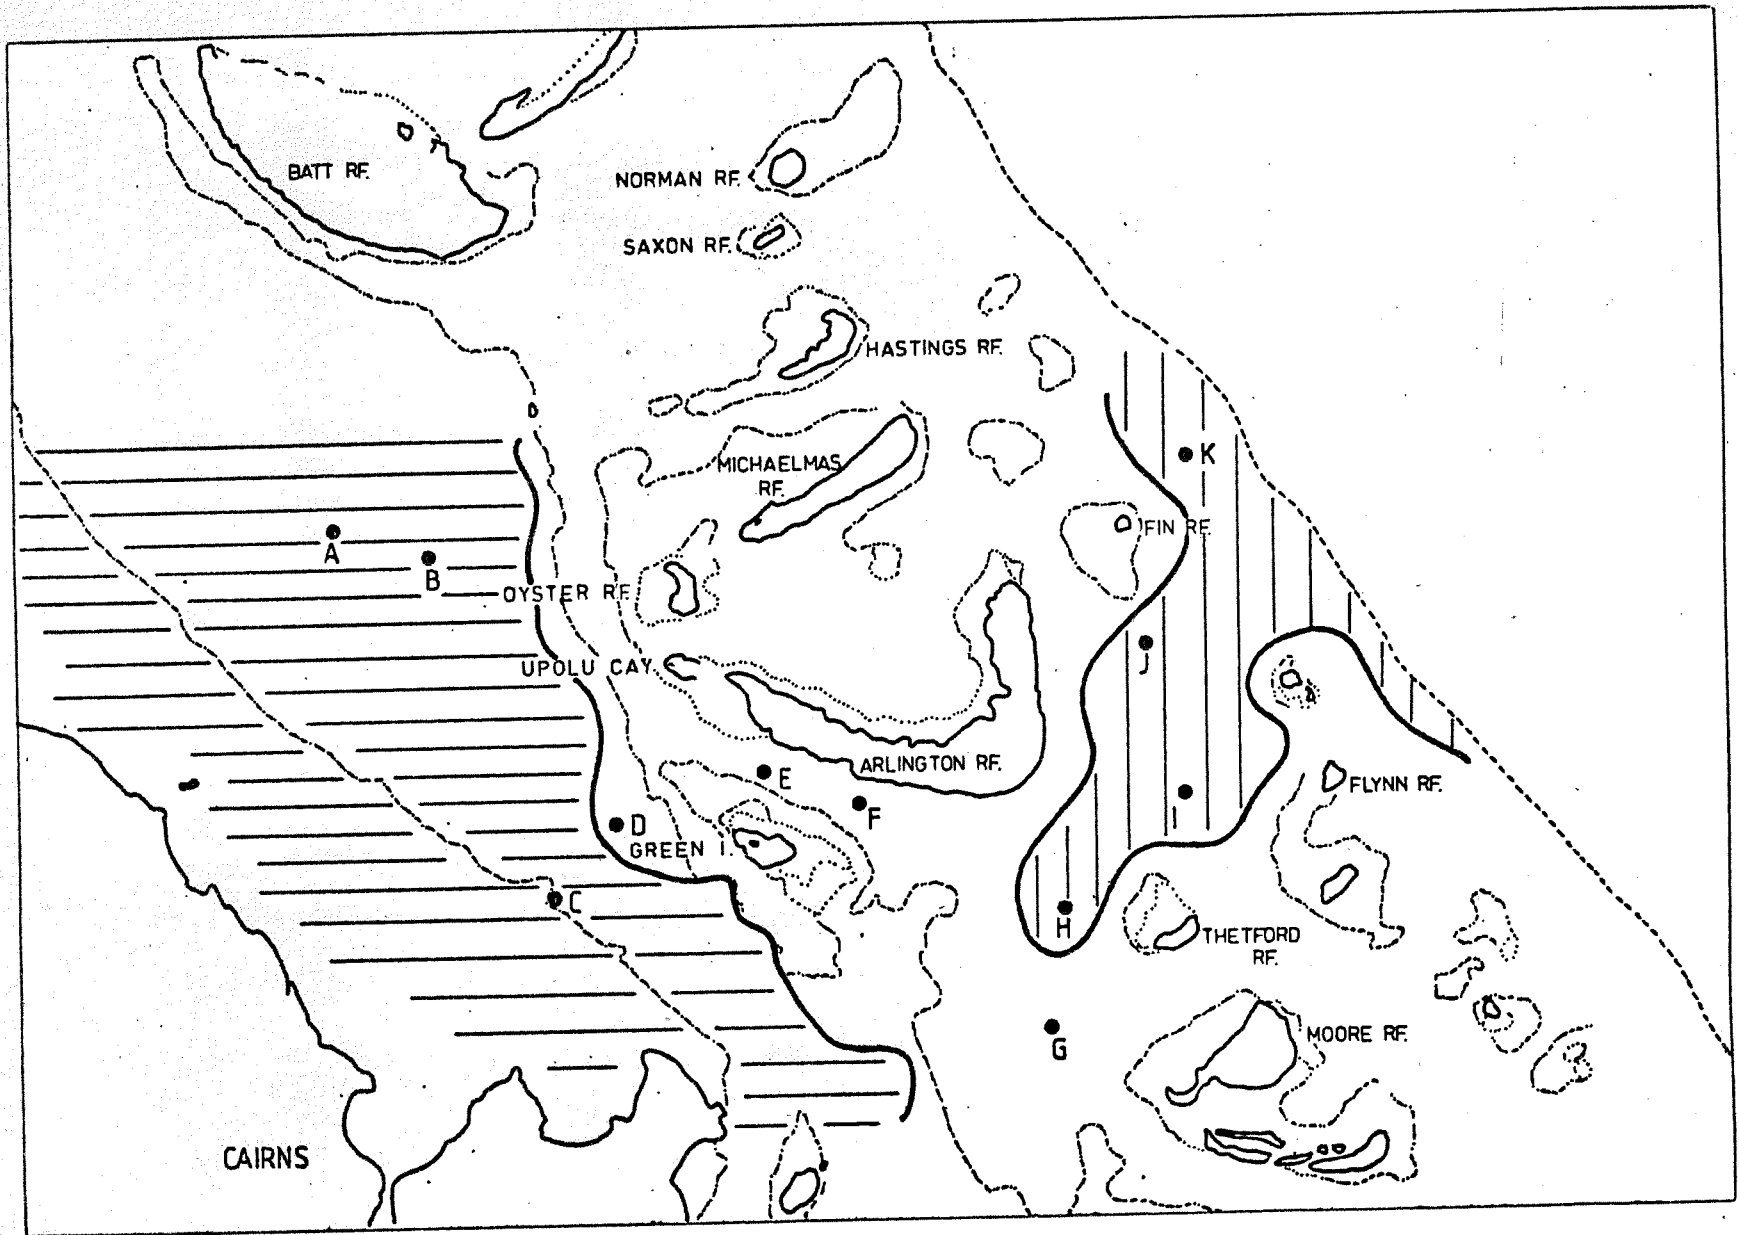 BATT RF.
NORMAN RF.
SAXON RF.
HASTINGS RF.
MICHAELMAS
RF.
K
FIN RF.
A
B
OYSTER RF.
UPOLU CAY.
J
ARLINGTON RF.
E
FLYNN RF.
F
I
D
GREEN I.
C
H
THETFORD
RF.
G
MOORE RF.
CAIRNS